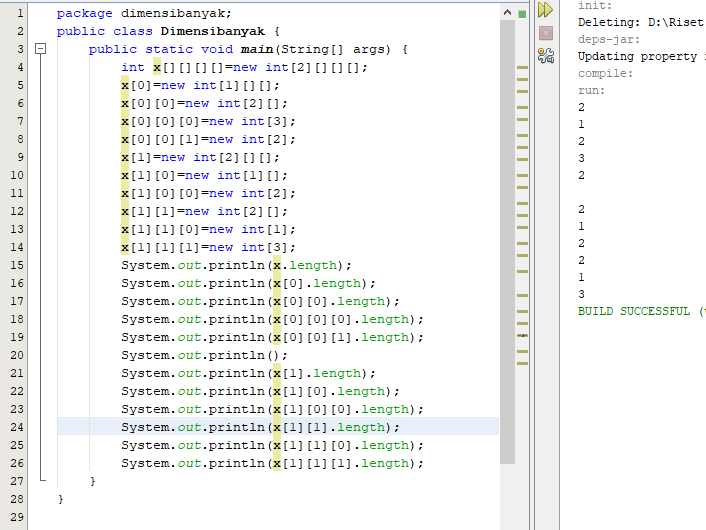 1 package dimensibanyak;
2 public class Dimensibanyak {
3 public static void main(String[] args) {
4 int x[][][][]=new int[2][][][];
5 x[0]=new int[1][][];
6 x[0][0]=new int[2][];
7 x[0][0][0]=new int[3];
8 x[0][0][1]=new int[2];
9 x[1]=new int[2][][];
10 x[1][0]=new int[1][];
11 x[1][0][0]=new int[2];
12 x[1][1]=new int[2][];
13 x[1][1][0]=new int[1];
14 x[1][1][1]=new int[3];
15 System.out.println(x.length);
16 System.out.println(x[0].length);
17 System.out.println(x[0][0].length);
18 System.out.println(x[0][0][0].length);
19 System.out.println(x[0][0][1].length);
20 System.out.println();
21 System.out.println(x[1].length);
22 System.out.println(x[1][0].length);
23 System.out.println(x[1][0][0].length);
24 System.out.println(x[1][1].length);
25 System.out.println(x[1][1][0].length);
26 System.out.println(x[1][1][1].length);
27 }
28 }
29
init:
Deleting: D:\Riset
deps-jar:
Updating property
compile:
run:
2
1
2
3
2
2
1
2
2
1
3
BUILD SUCCESSFUL (